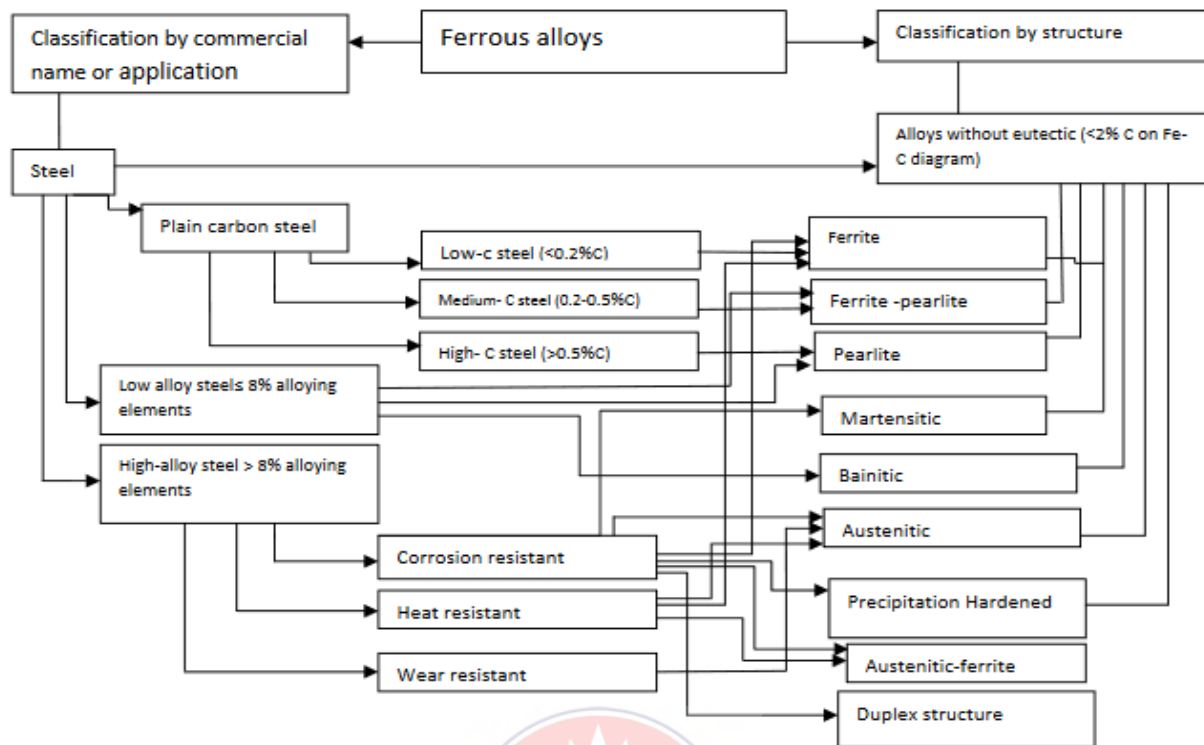 Classification by commercial
name or application
Ferrous alloys
Classification by structure
Alloys without eutectic (<2% C on Fe-
C diagram)
Steel
Plain carbon steel
Low-c steel (<0.2%C)
Ferrite
Medium- C steel (0.2-0.5%C)
Ferrite -pearlite
High- C steel (>0.5%C)
Pearlite
Low alloy steel≤ 8% alloying
elements
Martensitic
High-alloy steel > 8% alloying
elements
Bainitic
Austenitic
Corrosion resistant
Precipitation Hardened
Heat resistant
Austenitic-ferrite
Wear resistant
Duplex structure